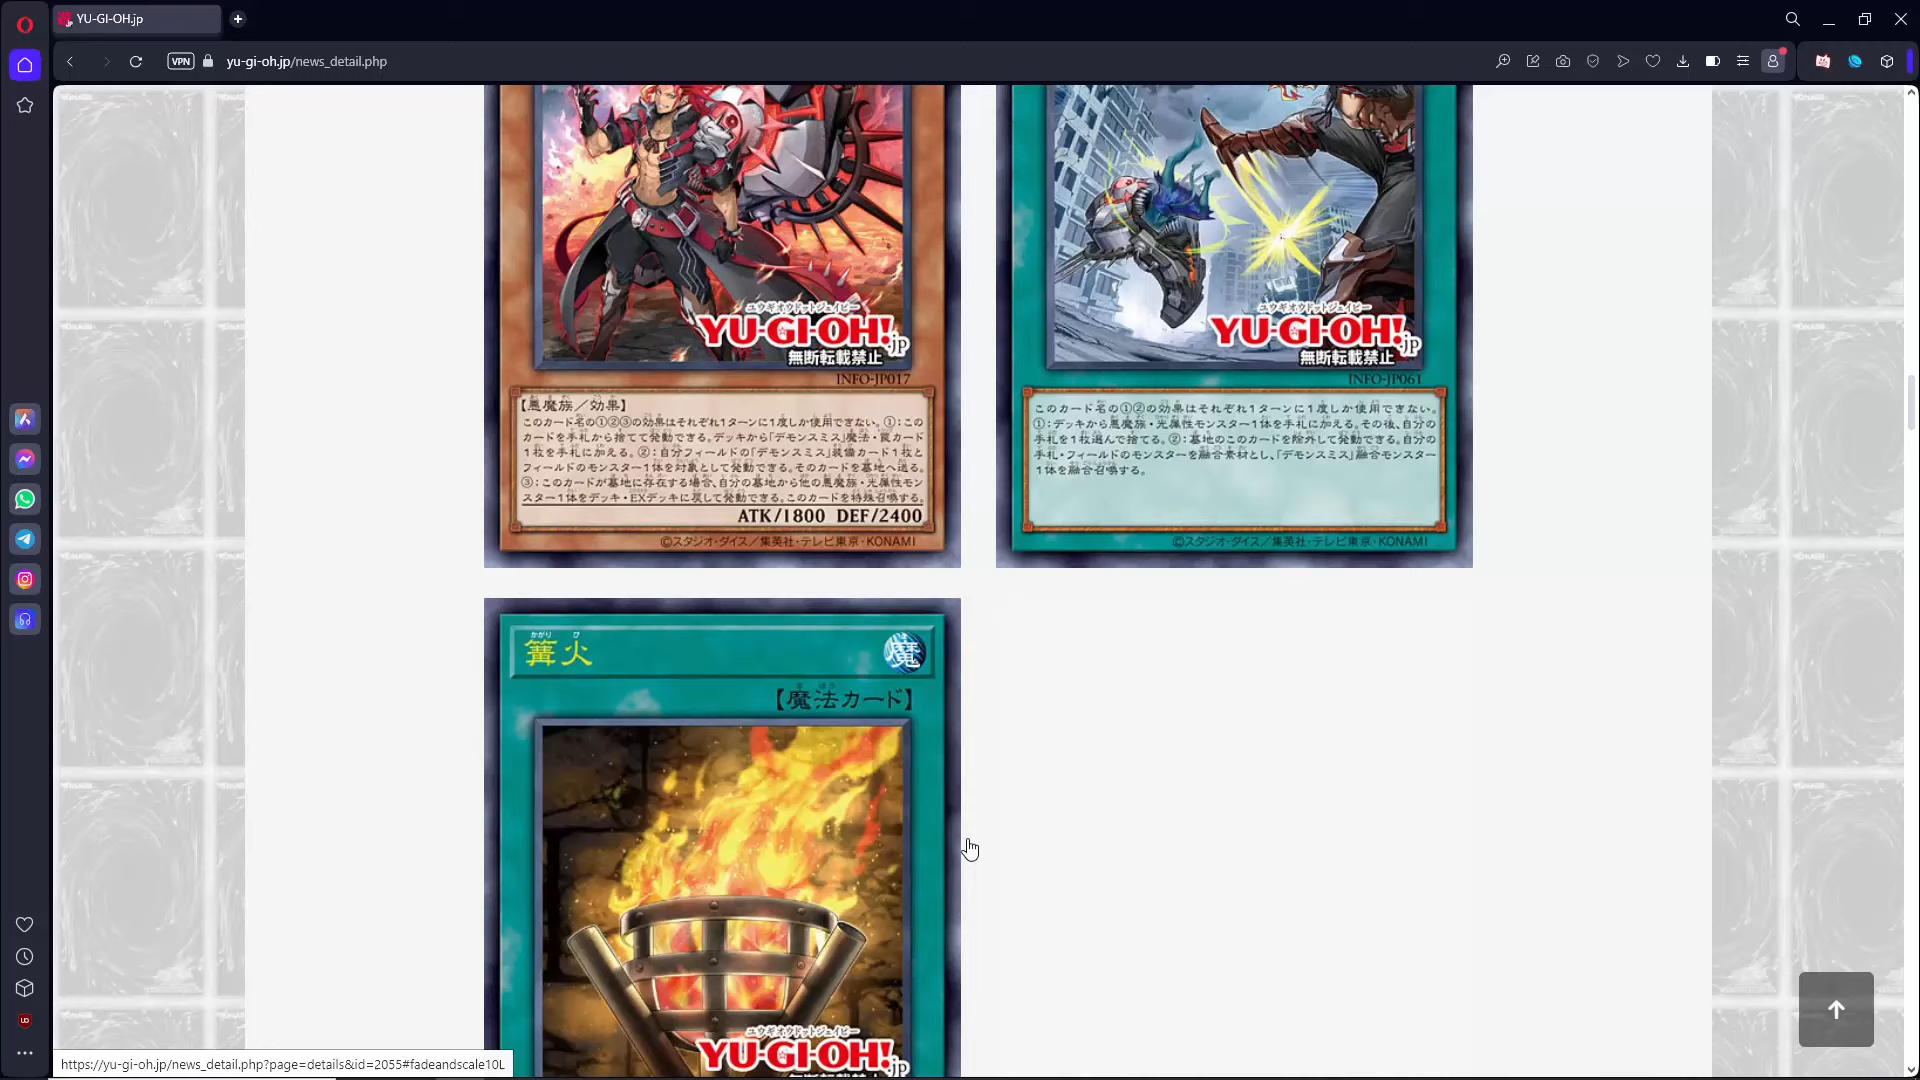 YU-GI-OH.jp
VPN
yu-gi-oh.jp/news_detail.php
ユウギオウドットジェイピー
YU-GI-OH!.jp
無断転載禁止
INFO-JP017
【悪魔族／効果】
このカード名の①②③の効果はそれぞれ1ターンに1度しか使用できない。①：この
カードを手札から捨てて発動できる。デッキから「デモンスミス」魔法・罠カード
1枚を手札に加える。②：自分フィールドの「デモンスミス」装備カード1枚と
フィールドのモンスター1体を対象として発動できる。そのカードを墓地へ送る。
③：このカードが墓地に存在する場合、自分の墓地から他の悪魔族・光属性モン
スター1体をデッキ・EXデッキに戻して発動できる。このカードを特殊召喚する。
ATK/1800 DEF/2400
©スタジオ・ダイス／集英社・テレビ東京・KONAMI
ユウギオウドットジェイピー
YU-GI-OH!.jp
無断転載禁止
INFO-JP061
このカード名の①②の効果はそれぞれ1ターンに1度しか使用できない。
①：デッキから悪魔族・光属性モンスター1体を手札に加える。その後、自分の
手札を1枚選んで捨てる。②：墓地のこのカードを除外して発動できる。自分の
手札・フィールドのモンスターを融合素材とし、「デモンスミス」融合モンスター
1体を融合召喚する。
©スタジオ・ダイス／集英社・テレビ東京・KONAMI
かがり び
篝火
魔
【魔法カード】
ユウギオウドットジェイピー
YU-GI-OH!.jp
https://yu-gi-oh.jp/news_detail.php?page=details&id=2055#fadeandscale10L